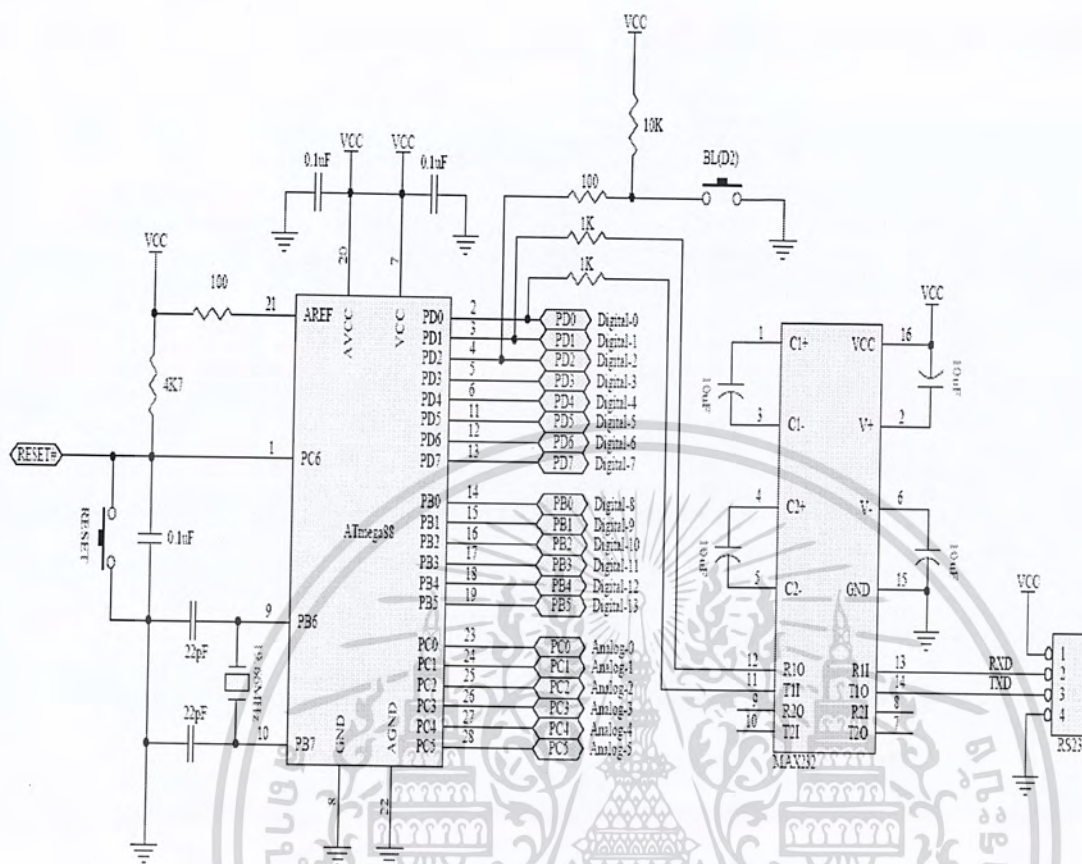 VCC
10K
BL(D2)
100
1K
1K
VCC
VCC
0.1uF
0.1uF
20
7
VCC
100
21
4K7
RESET#
1
RESET
0.1uF
22pF
9
22pF
10
AREF
AVCC
VCC
PC6
ATmega88
PB6
PB7
GND
AGND
8
22
PD0 2 PD0 Digital-0
PD1 3 PD1 Digital-1
PD2 4 PD2 Digital-2
PD3 5 PD3 Digital-3
PD4 6 PD4 Digital-4
PD5 11 PD5 Digital-5
PD6 12 PD6 Digital-6
PD7 13 PD7 Digital-7
PB0 14 PB0 Digital-8
PB1 15 PB1 Digital-9
PB2 16 PB2 Digital-10
PB3 17 PB3 Digital-11
PB4 18 PB4 Digital-12
PB5 19 PB5 Digital-13
PC0 23 PC0 Analog-0
PC1 24 PC1 Analog-1
PC2 25 PC2 Analog-2
PC3 26 PC3 Analog-3
PC4 27 PC4 Analog-4
PC5 28 PC5 Analog-5
VCC
1 C1+ VCC 16
10uF
10uF
3 C1- V+ 2
4 C2+ V- 6
10uF
10uF
5 C2- GND 15
12 R1O R1I 13 RXD
11 T1I T1O 14 TXD
9 R2O R2I 8
10 T2I T2O 7
MAX232
VCC
1
2
3
4
RS23